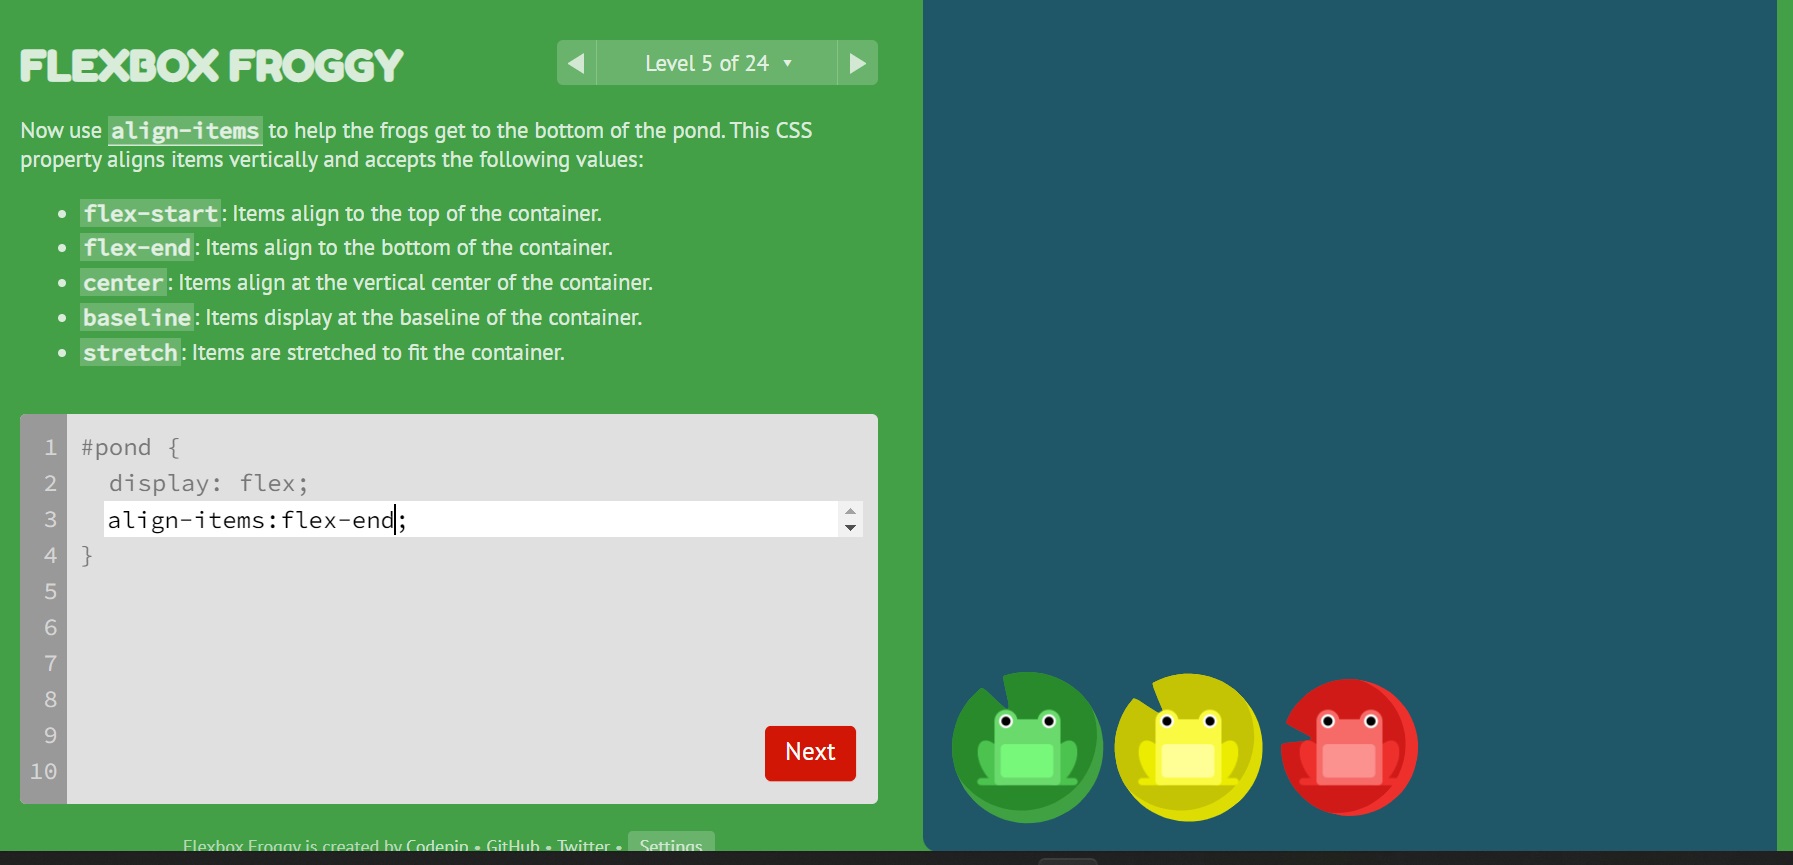 FLEXBOX FROGGY
Level 5 of 24
Now use align-items to help the frogs get to the bottom of the pond. This CSS
property aligns items vertically and accepts the following values:
flex-start: Items align to the top of the container.
flex-end: Items align to the bottom of the container.
center: Items align at the vertical center of the container.
baseline: Items display at the baseline of the container.
stretch: Items are stretched to fit the container.
1 #pond {
2 display: flex;
3 align-items:flex-end;
4 }
5
6
7
8
9
10
Next
Flexbox Froggy is created by Codepip • GitHub • Twitter • Settings